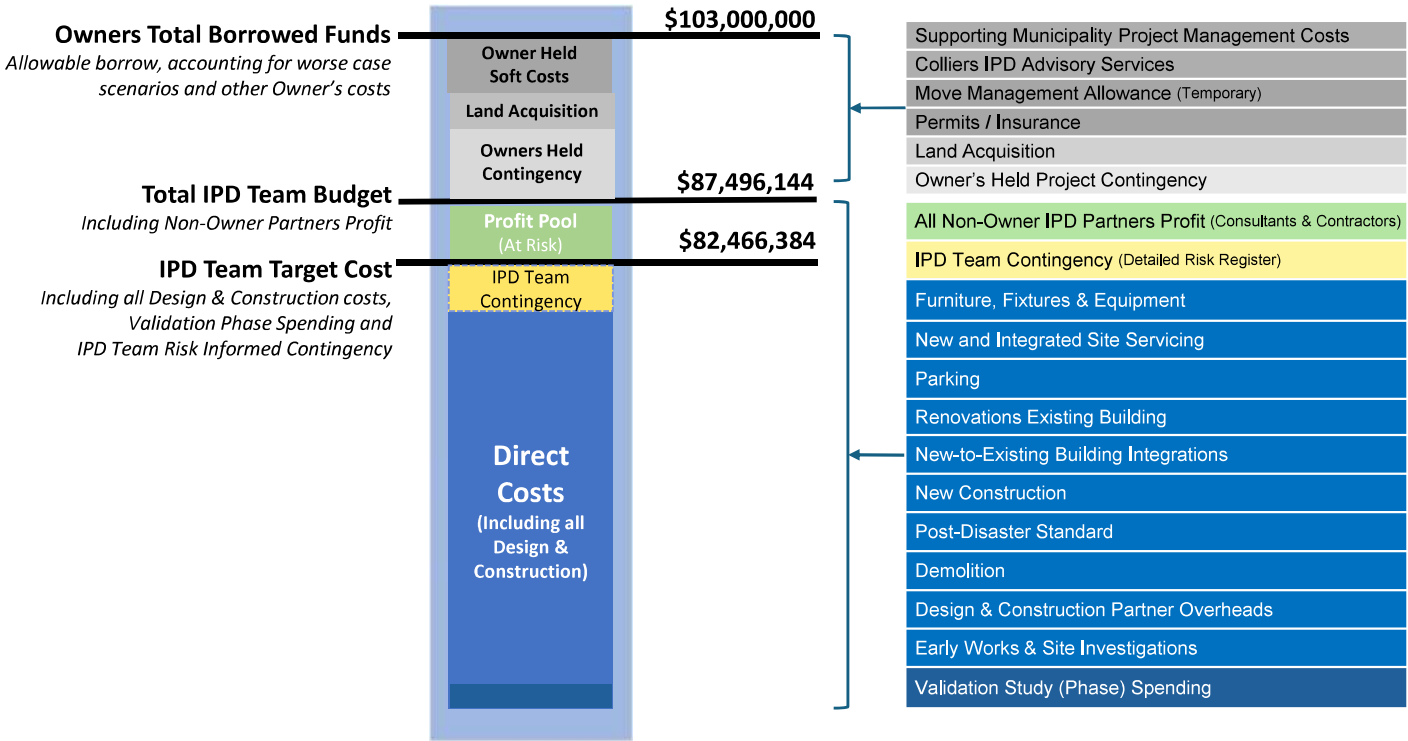 Owners Total Borrowed Funds
Allowable borrow, accounting for worse case
scenarios and other Owner's costs
Total IPD Team Budget
Including Non-Owner Partners Profit
IPD Team Target Cost
Including all Design & Construction costs,
Validation Phase Spending and
IPD Team Risk Informed Contingency
$103,000,000
$87,496,144
$82,466,384
Owner Held
Soft Costs
Land Acquisition
Owners Held
Contingency
Profit Pool
(At Risk)
IPD Team
Contingency
Direct
Costs
(Including all
Design &
Construction)
Supporting Municipality Project Management Costs
Colliers IPD Advisory Services
Move Management Allowance (Temporary)
Permits / Insurance
Land Acquisition
Owner's Held Project Contingency
All Non-Owner IPD Partners Profit (Consultants & Contractors)
IPD Team Contingency (Detailed Risk Register)
Furniture, Fixtures & Equipment
New and Integrated Site Servicing
Parking
Renovations Existing Building
New-to-Existing Building Integrations
New Construction
Post-Disaster Standard
Demolition
Design & Construction Partner Overheads
Early Works & Site Investigations
Validation Study (Phase) Spending